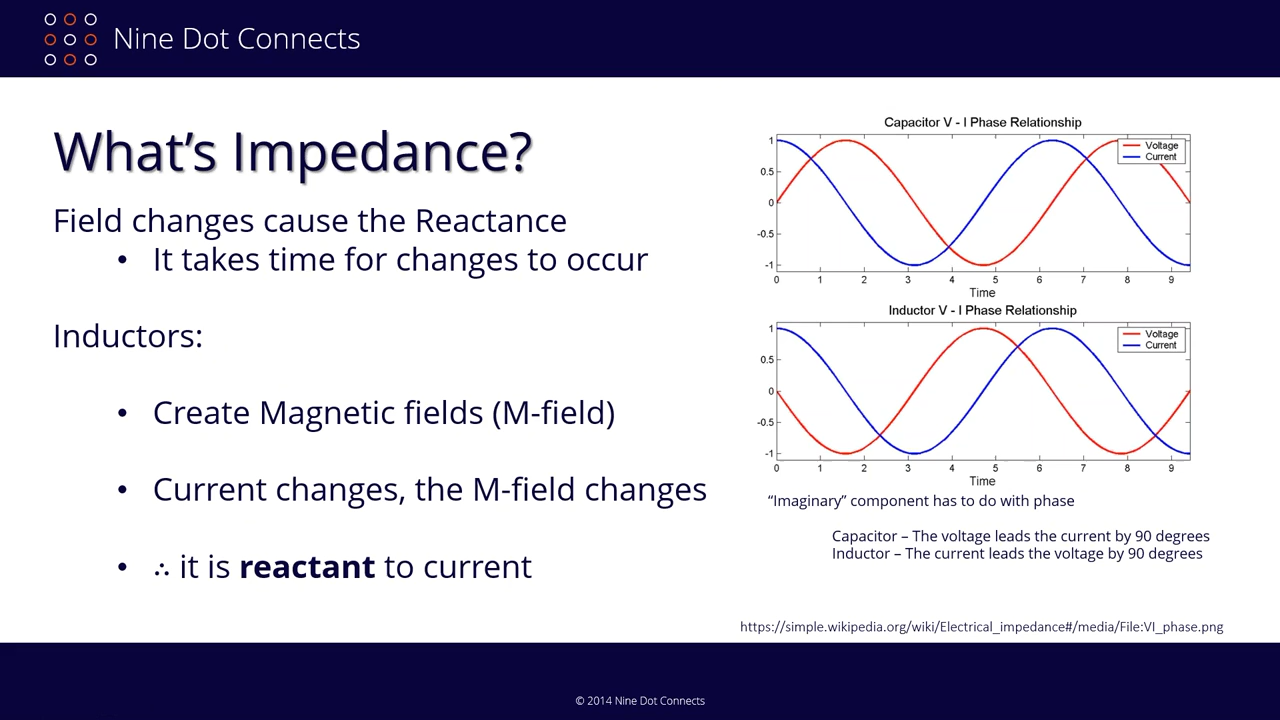 Nine Dot Connects
What's Impedance?
Field changes cause the Reactance
• It takes time for changes to occur
Inductors:
• Create Magnetic fields (M-field)
• Current changes, the M-field changes
• ∴ it is reactant to current
Capacitor V - I Phase Relationship
1
0.5
0
-0.5
-1
Voltage
Current
0 1 2 3 4 5 6 7 8 9
Time
Inductor V - I Phase Relationship
1
0.5
0
-0.5
-1
Voltage
Current
0 1 2 3 4 5 6 7 8 9
Time
“Imaginary” component has to do with phase
Capacitor – The voltage leads the current by 90 degrees
Inductor – The current leads the voltage by 90 degrees
https://simple.wikipedia.org/wiki/Electrical_impedance#/media/File:VI_phase.png
© 2014 Nine Dot Connects